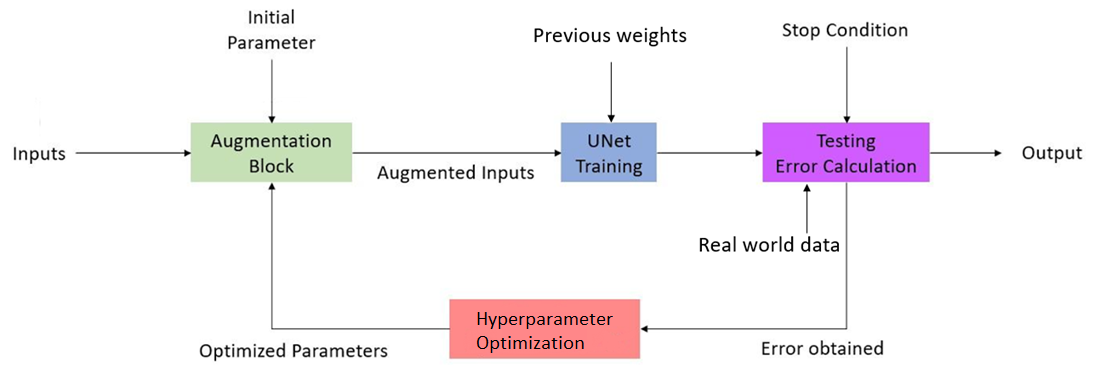 Initial
Parameter
Previous weights
Stop Condition
Inputs
Augmentation
Block
Augmented Inputs
UNet
Training
Testing
Error Calculation
Output
Real world data
Hyperparameter
Optimization
Optimized Parameters
Error obtained